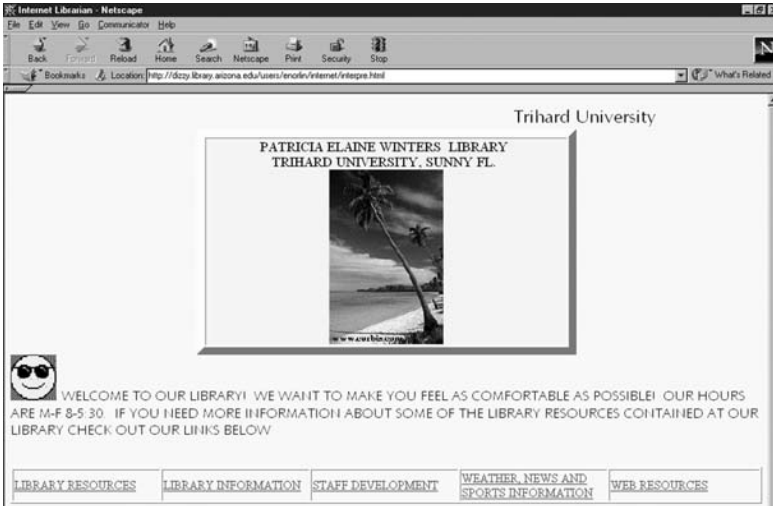 Internet Librarian - Netscape
File Edit View Go Communicator Help
Back Forward Reload Home Search Netscape Print Security Stop
N
Bookmarks Location: http://dizzy.library.arizona.edu/users/enorlin/internet/interpre.html What's Related
Trihard University
PATRICIA ELAINE WINTERS LIBRARY
TRIHARD UNIVERSITY, SUNNY FL.
www.corbis.com
WELCOME TO OUR LIBRARY! WE WANT TO MAKE YOU FEEL AS COMFORTABLE AS POSSIBLE! OUR HOURS
ARE M-F 8-5:30. IF YOU NEED MORE INFORMATION ABOUT SOME OF THE LIBRARY RESOURCES CONTAINED AT OUR
LIBRARY CHECK OUT OUR LINKS BELOW
LIBRARY RESOURCES LIBRARY INFORMATION STAFF DEVELOPMENT WEATHER, NEWS AND
SPORTS INFORMATION WEB RESOURCES